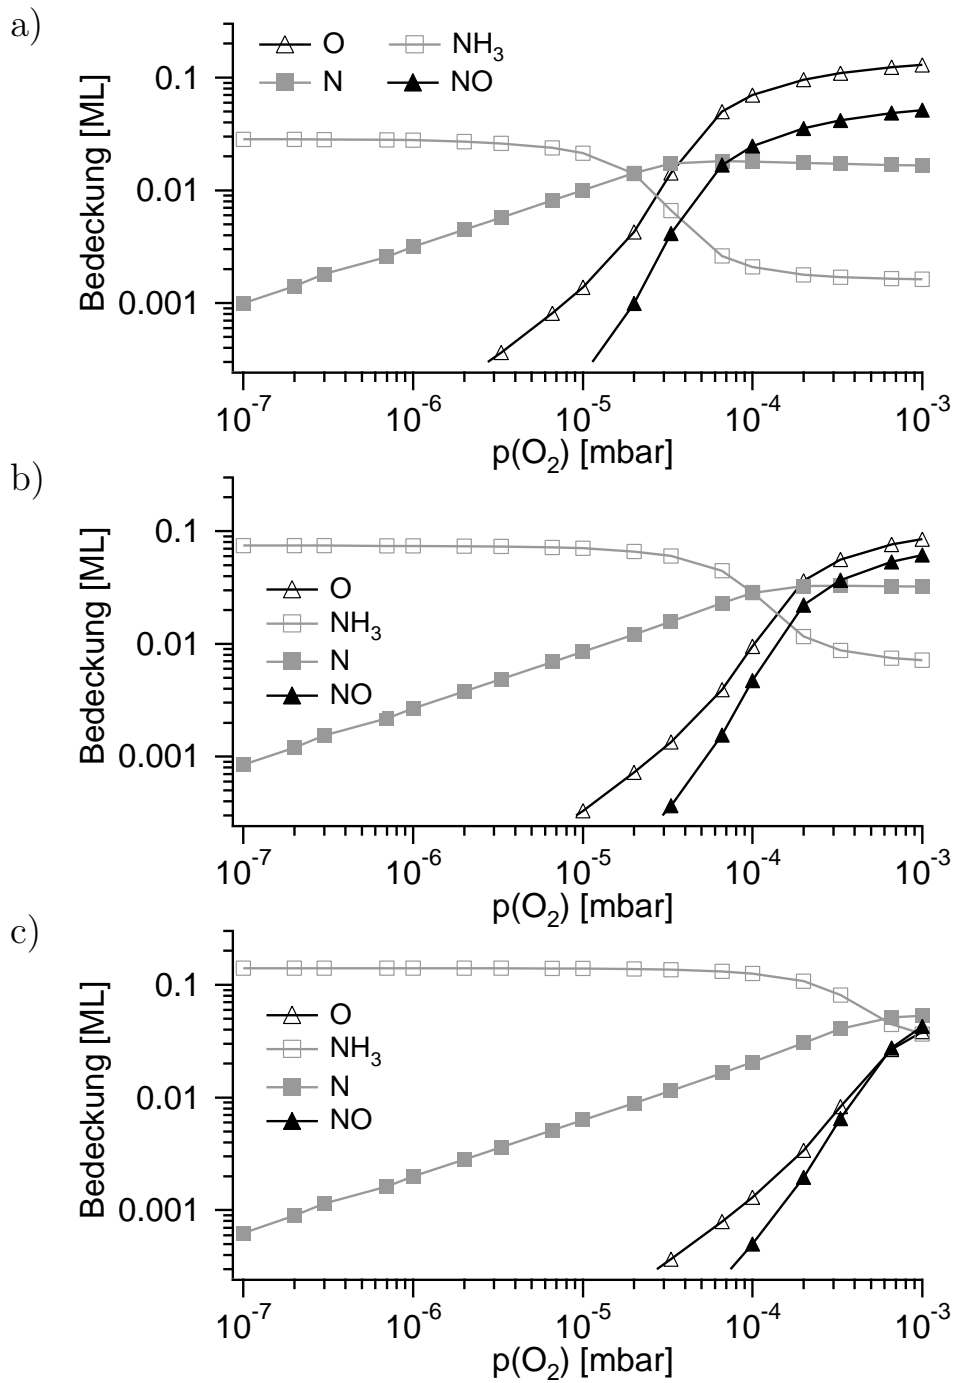 a)
O NH₃
N NO
Bedeckung [ML]
0.1
0.01
0.001
10⁻⁷ 10⁻⁶ 10⁻⁵ 10⁻⁴ 10⁻³
p(O₂) [mbar]
b)
Bedeckung [ML]
0.1
0.01
0.001
O
NH₃
N
NO
10⁻⁷ 10⁻⁶ 10⁻⁵ 10⁻⁴ 10⁻³
p(O₂) [mbar]
c)
Bedeckung [ML]
0.1
0.01
0.001
O
NH₃
N
NO
10⁻⁷ 10⁻⁶ 10⁻⁵ 10⁻⁴ 10⁻³
p(O₂) [mbar]